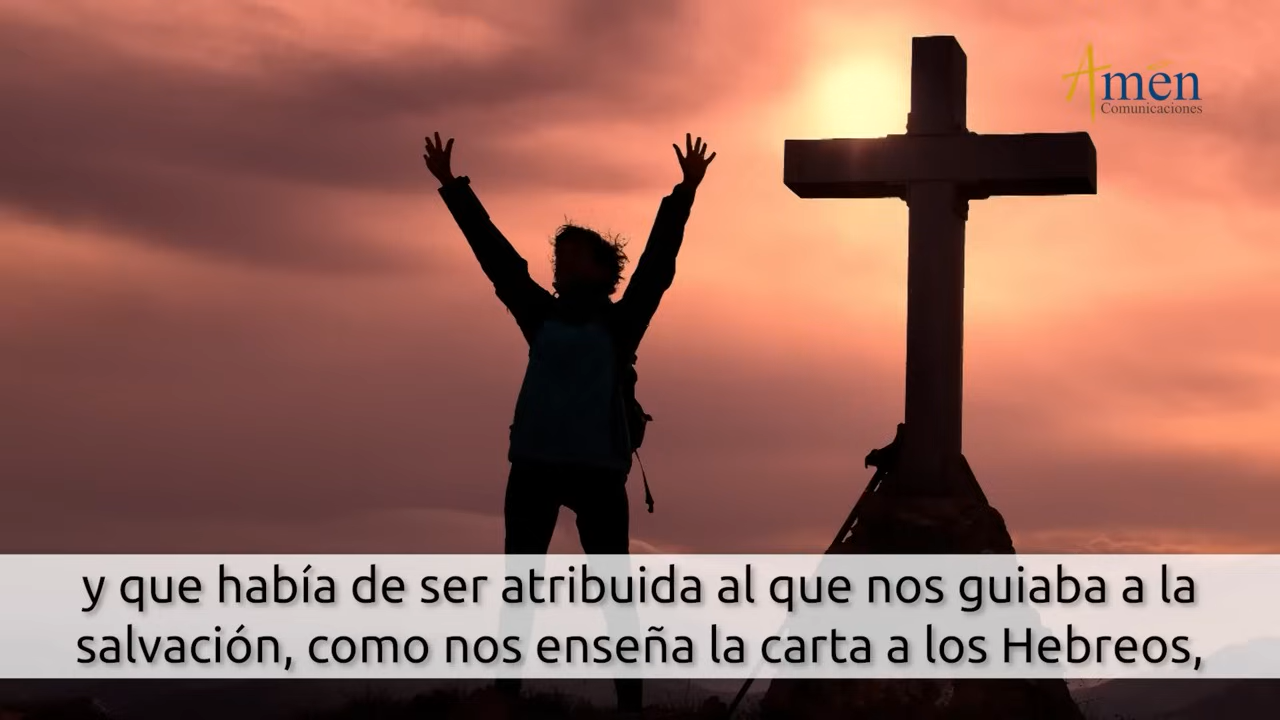 Amén
Comunicaciones
y que había de ser atribuida al que nos guiaba a la
salvación, como nos enseña la carta a los Hebreos,